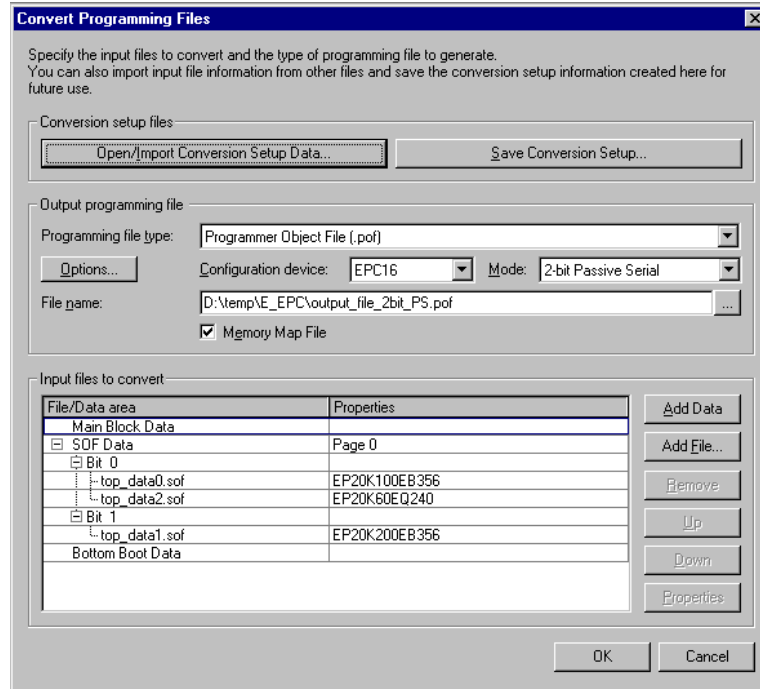 Convert Programming Files
Specify the input files to convert and the type of programming file to generate.
You can also import input file information from other files and save the conversion setup information created here for
future use.
Conversion setup files
Open/Import Conversion Setup Data...
Save Conversion Setup...
Output programming file
Programming file type:
Programmer Object File (.pof)
Options...
Configuration device:
EPC16
Mode:
2-bit Passive Serial
File name:
D:\temp\E_EPC\output_file_2bit_PS.pof
...
Memory Map File
Input files to convert
File/Data area
Properties
Main Block Data
SOF Data
Page 0
Bit 0
top_data0.sof
EP20K100EB356
top_data2.sof
EP20K60EQ240
Bit 1
top_data1.sof
EP20K200EB356
Bottom Boot Data
Add Data
Add File...
Remove
Up
Down
Properties
OK
Cancel